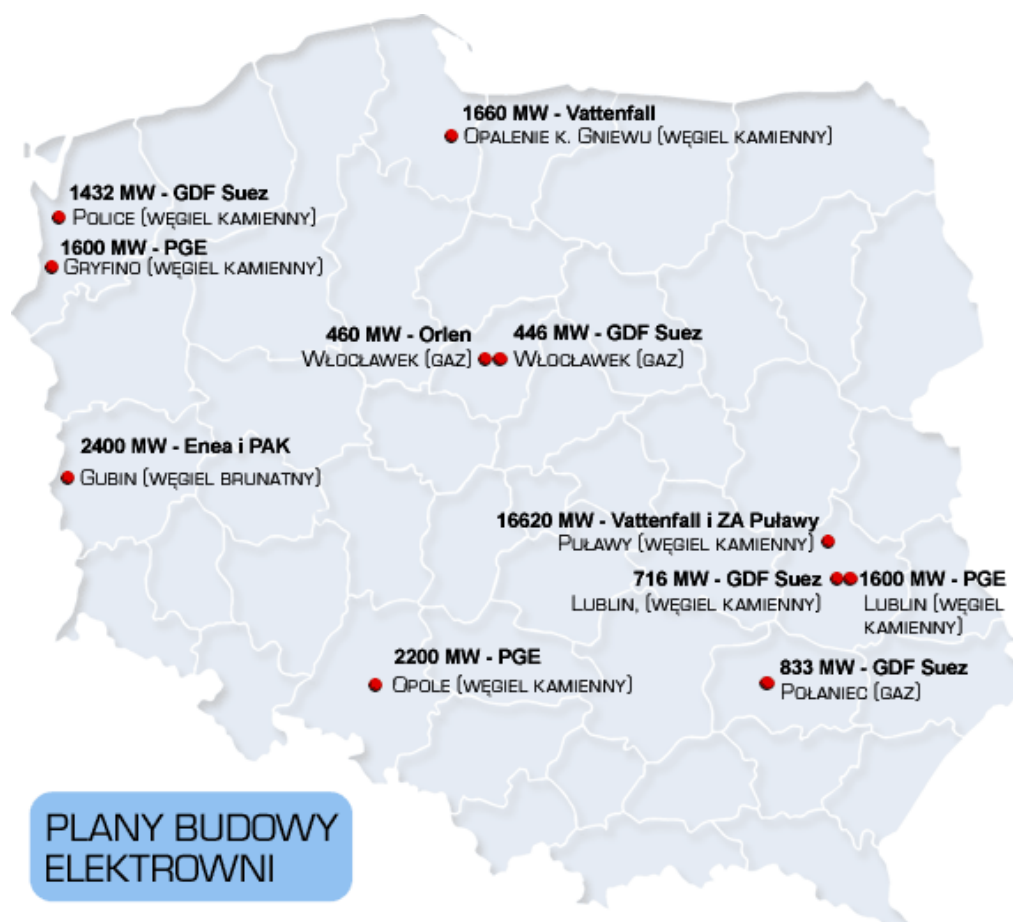 1660 MW - Vattenfall
OPALENIE K. GNIEWU (WĘGIEL KAMIENNY)
1432 MW - GDF Suez
POLICE (WĘGIEL KAMIENNY)
1600 MW - PGE
GRYFINO (WĘGIEL KAMIENNY)
460 MW - Orlen
WŁOCŁAWEK (GAZ)
446 MW - GDF Suez
WŁOCŁAWEK (GAZ)
2400 MW - Enea i PAK
GUBIN (WĘGIEL BRUNATNY)
16620 MW - Vattenfall i ZA Puławy
PUŁAWY (WĘGIEL KAMIENNY)
716 MW - GDF Suez
LUBLIN, (WĘGIEL KAMIENNY)
1600 MW - PGE
LUBLIN (WĘGIEL
KAMIENNY)
2200 MW - PGE
OPOLE (WĘGIEL KAMIENNY)
833 MW - GDF Suez
POŁANIEC (GAZ)
PLANY BUDOWY
ELEKTROWNI